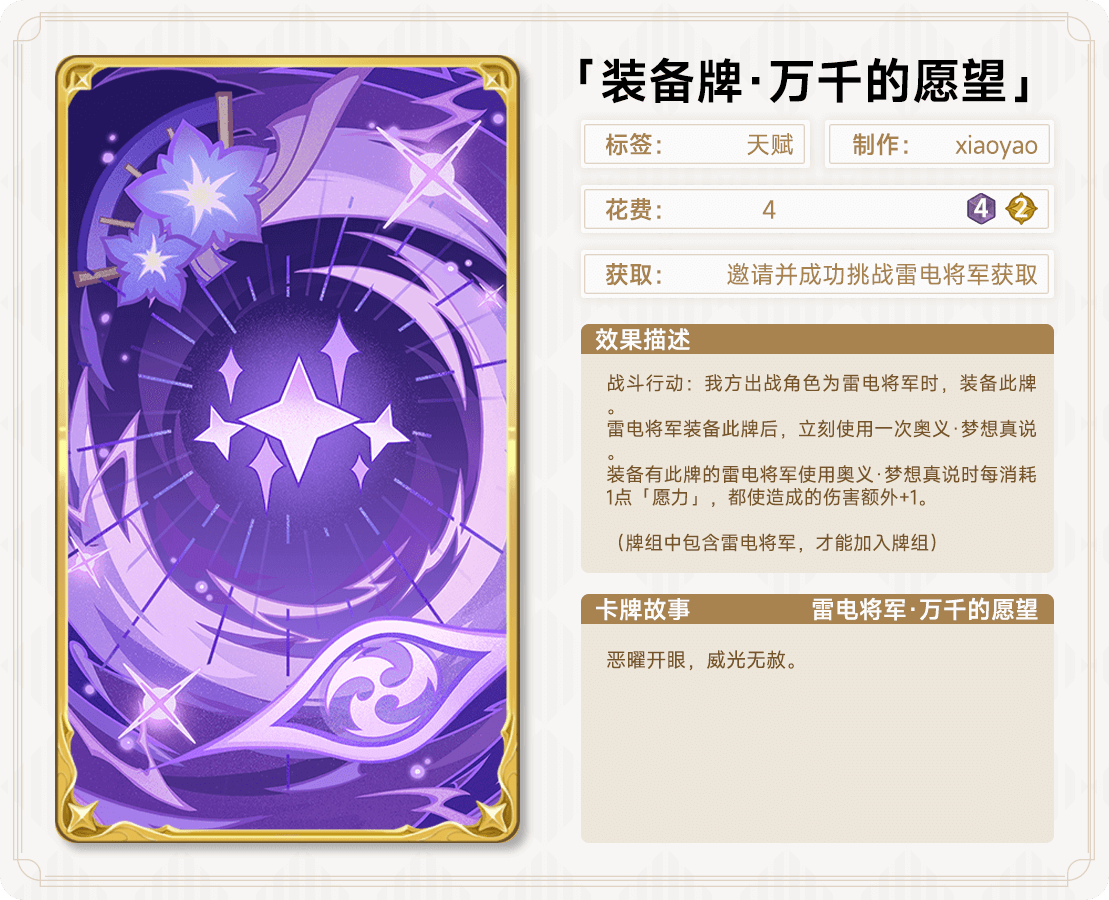 「装备牌·万千的愿望」
标签： 天赋 制作： xiaoyao
花费： 4 4 2
获取： 邀请并成功挑战雷电将军获取
效果描述
战斗行动：我方出战角色为雷电将军时，装备此牌
。
雷电将军装备此牌后，立刻使用一次奥义·梦想真说
。
装备有此牌的雷电将军使用奥义·梦想真说时每消耗
1点「愿力」，都使造成的伤害额外+1。
（牌组中包含雷电将军，才能加入牌组）
卡牌故事 雷电将军·万千的愿望
恶曜开眼，威光无赦。